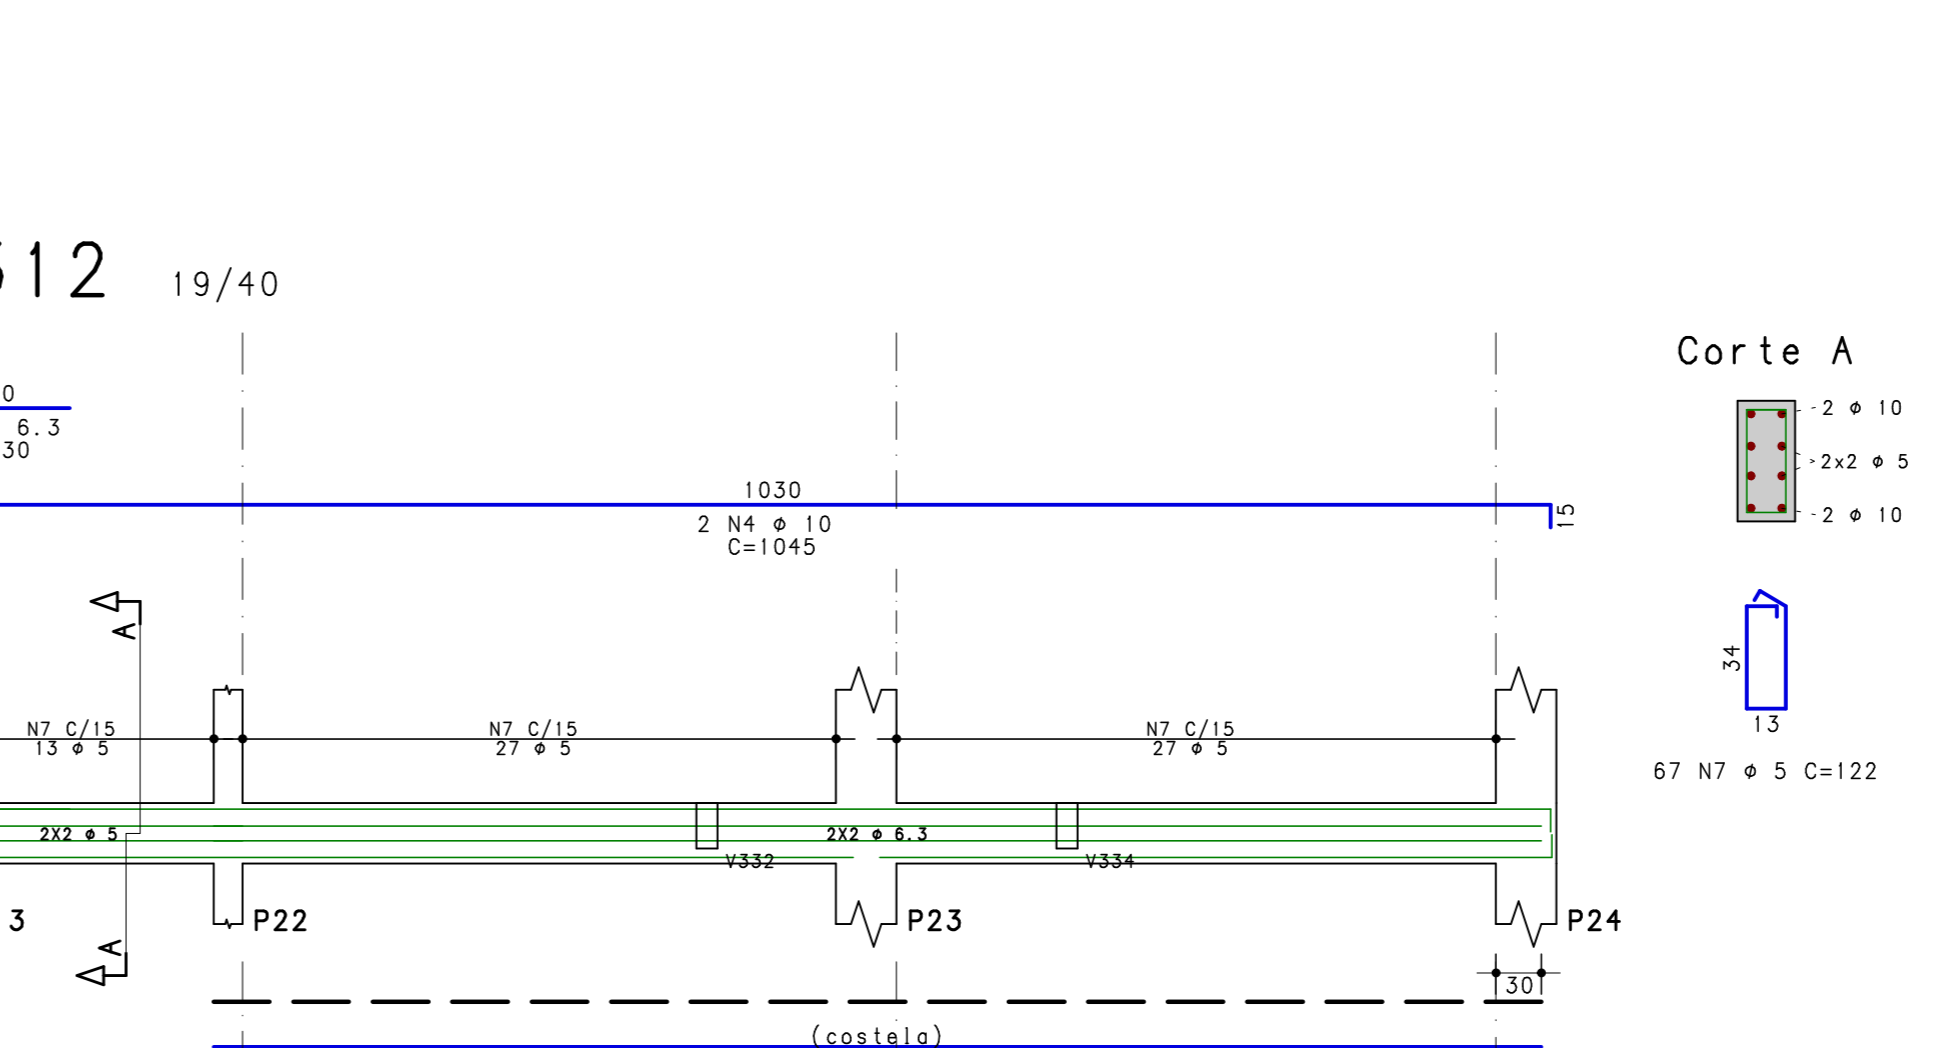 312 19/40
Corte A
2 ø 10
2x2 ø 5
2 ø 10
0
6.3
30
1030
2 N4 ø 10
C=1045
15
A
34
13
67 N7 ø 5 C=122
N7 C/15
13 ø 5
N7 C/15
27 ø 5
N7 C/15
27 ø 5
2X2 ø 5
2X2 ø 6.3
V332
V334
3
P22
P23
P24
A
30
(costela)